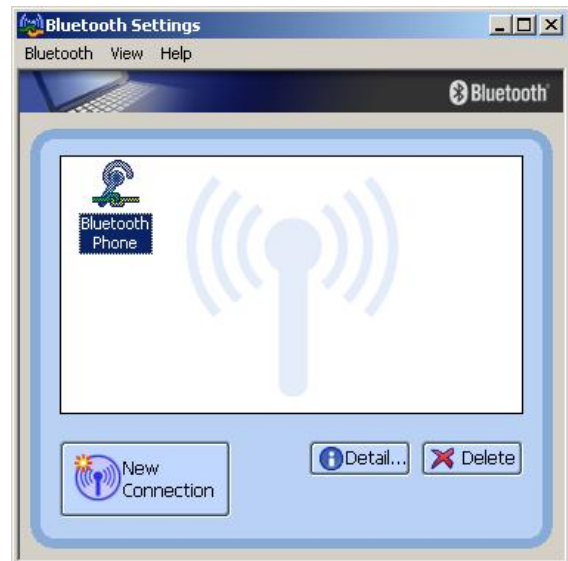 Bluetooth Settings
Bluetooth View Help
Bluetooth
Bluetooth
Phone
New
Connection
Detail...
Delete